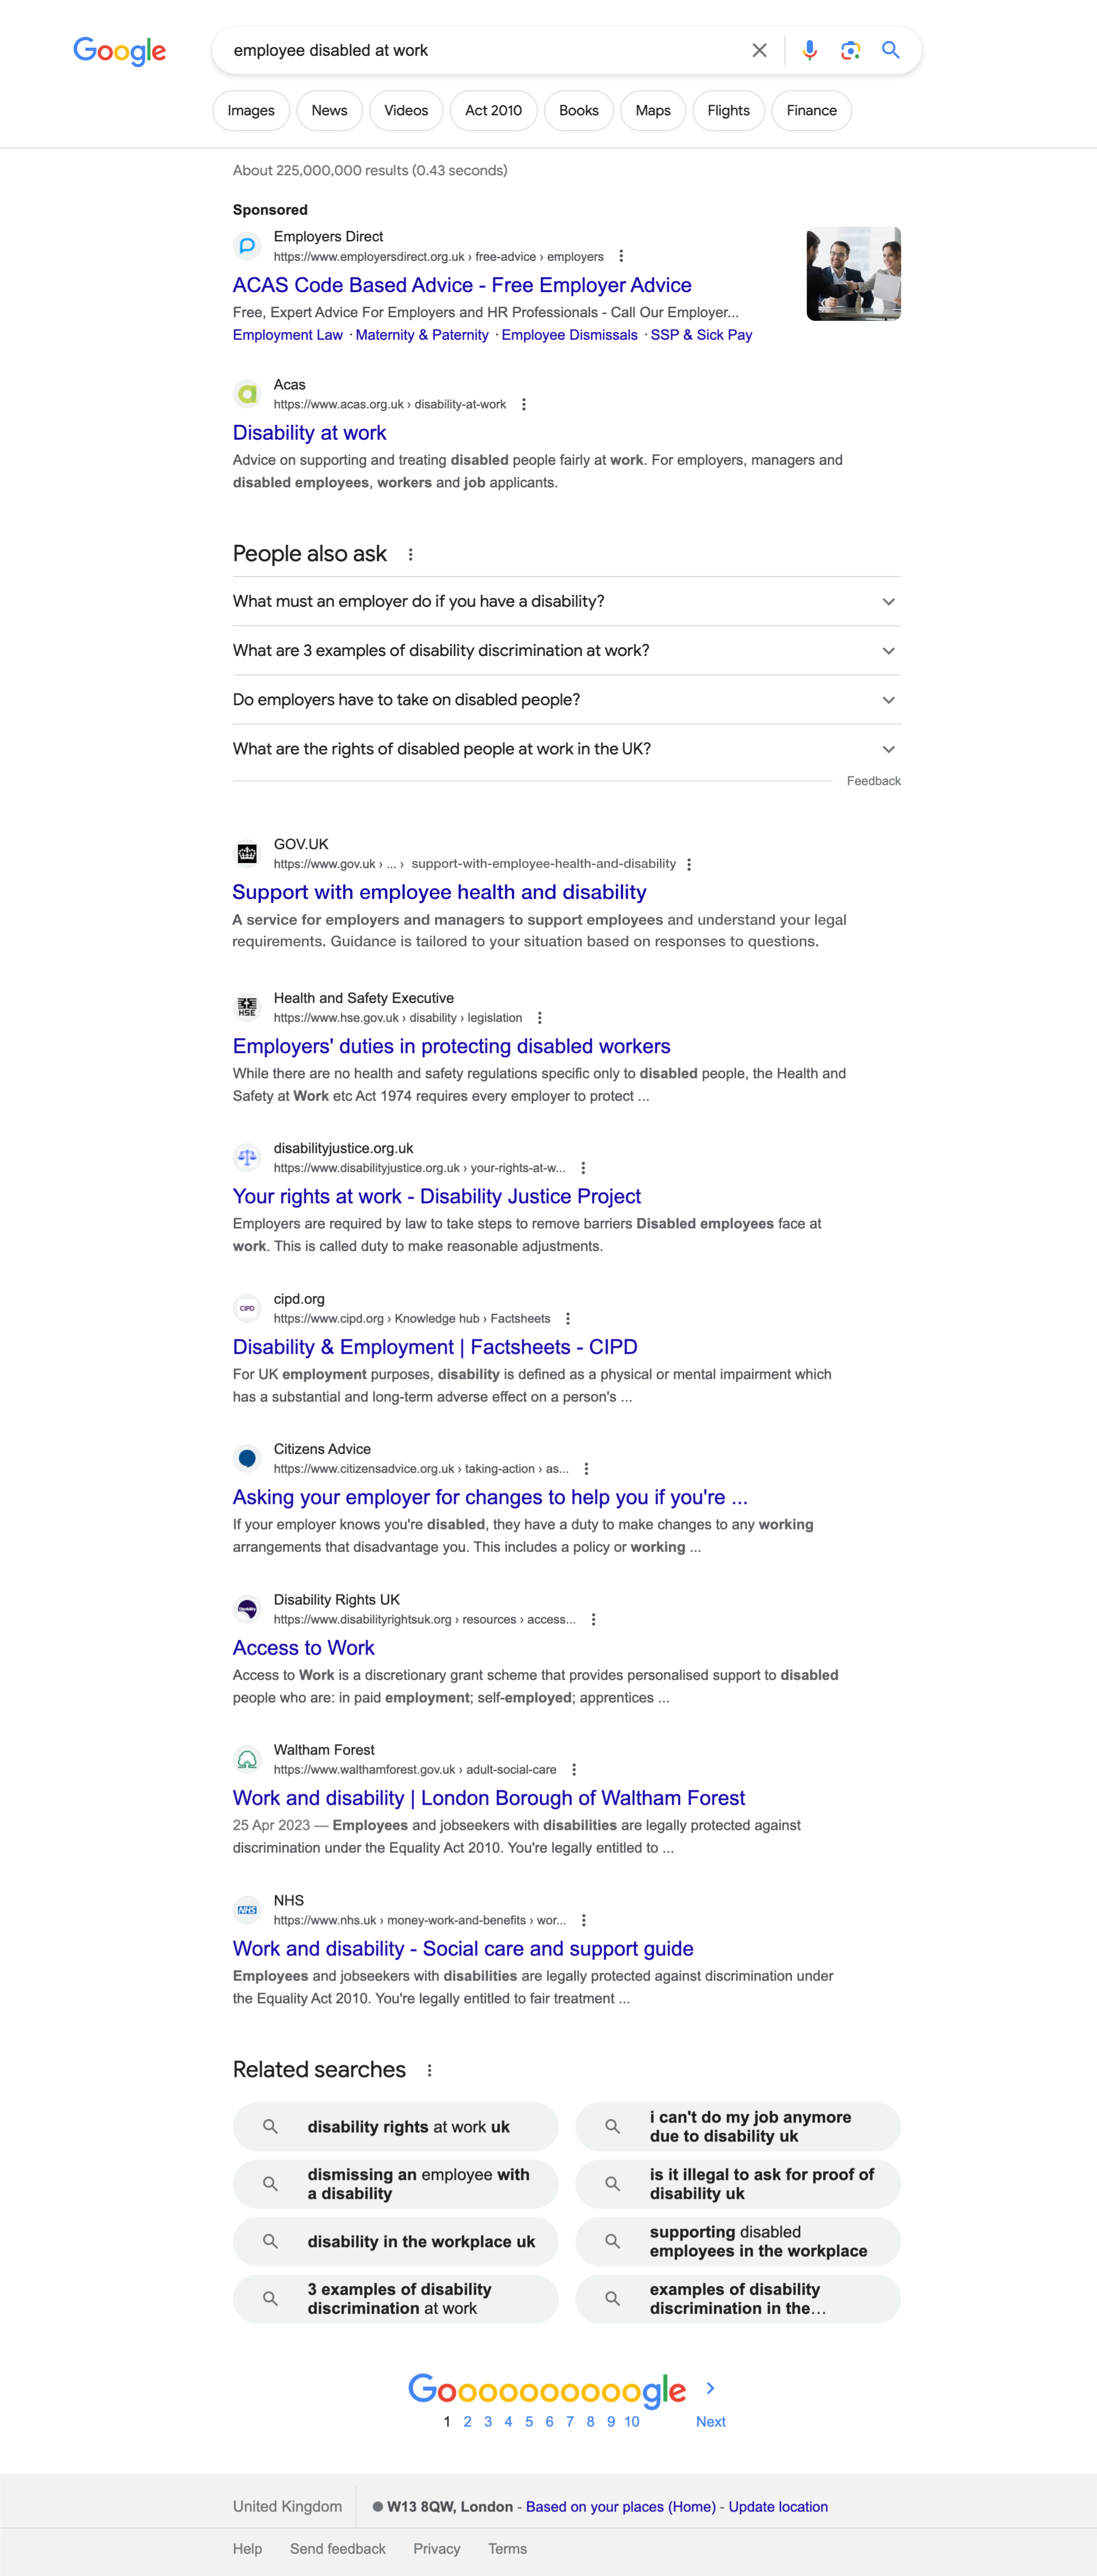 Google
employee disabled at work
Images
News
Videos
Act 2010
Books
Maps
Flights
Finance
About 225,000,000 results (0.43 seconds)
Sponsored
Employers Direct
https://www.employersdirect.org.uk › free-advice › employers
ACAS Code Based Advice - Free Employer Advice
Free, Expert Advice For Employers and HR Professionals - Call Our Employer...
Employment Law · Maternity & Paternity · Employee Dismissals · SSP & Sick Pay
Acas
https://www.acas.org.uk › disability-at-work
Disability at work
Advice on supporting and treating disabled people fairly at work. For employers, managers and
disabled employees, workers and job applicants.
People also ask
What must an employer do if you have a disability?
What are 3 examples of disability discrimination at work?
Do employers have to take on disabled people?
What are the rights of disabled people at work in the UK?
Feedback
GOV.UK
https://www.gov.uk › ... › support-with-employee-health-and-disability
Support with employee health and disability
A service for employers and managers to support employees and understand your legal
requirements. Guidance is tailored to your situation based on responses to questions.
HSE
Health and Safety Executive
https://www.hse.gov.uk › disability › legislation
Employers' duties in protecting disabled workers
While there are no health and safety regulations specific only to disabled people, the Health and
Safety at Work etc Act 1974 requires every employer to protect ...
disabilityjustice.org.uk
https://www.disabilityjustice.org.uk › your-rights-at-w...
Your rights at work - Disability Justice Project
Employers are required by law to take steps to remove barriers Disabled employees face at
work. This is called duty to make reasonable adjustments.
CIPD
cipd.org
https://www.cipd.org › Knowledge hub › Factsheets
Disability & Employment | Factsheets - CIPD
For UK employment purposes, disability is defined as a physical or mental impairment which
has a substantial and long-term adverse effect on a person's ...
Citizens Advice
https://www.citizensadvice.org.uk › taking-action › as...
Asking your employer for changes to help you if you're ...
If your employer knows you're disabled, they have a duty to make changes to any working
arrangements that disadvantage you. This includes a policy or working ...
Disability Rights UK
https://www.disabilityrightsuk.org › resources › access...
Access to Work
Access to Work is a discretionary grant scheme that provides personalised support to disabled
people who are: in paid employment; self-employed; apprentices ...
Waltham Forest
https://www.walthamforest.gov.uk › adult-social-care
Work and disability | London Borough of Waltham Forest
25 Apr 2023 — Employees and jobseekers with disabilities are legally protected against
discrimination under the Equality Act 2010. You're legally entitled to ...
NHS
NHS
https://www.nhs.uk › money-work-and-benefits › wor...
Work and disability - Social care and support guide
Employees and jobseekers with disabilities are legally protected against discrimination under
the Equality Act 2010. You're legally entitled to fair treatment ...
Related searches
disability rights at work uk
i can't do my job anymore
due to disability uk
dismissing an employee with
a disability
is it illegal to ask for proof of
disability uk
disability in the workplace uk
supporting disabled
employees in the workplace
3 examples of disability
discrimination at work
examples of disability
discrimination in the...
Goooooooooogle
1 2 3 4 5 6 7 8 9 10 Next
United Kingdom
W13 8QW, London - Based on your places (Home) - Update location
Help
Send feedback
Privacy
Terms